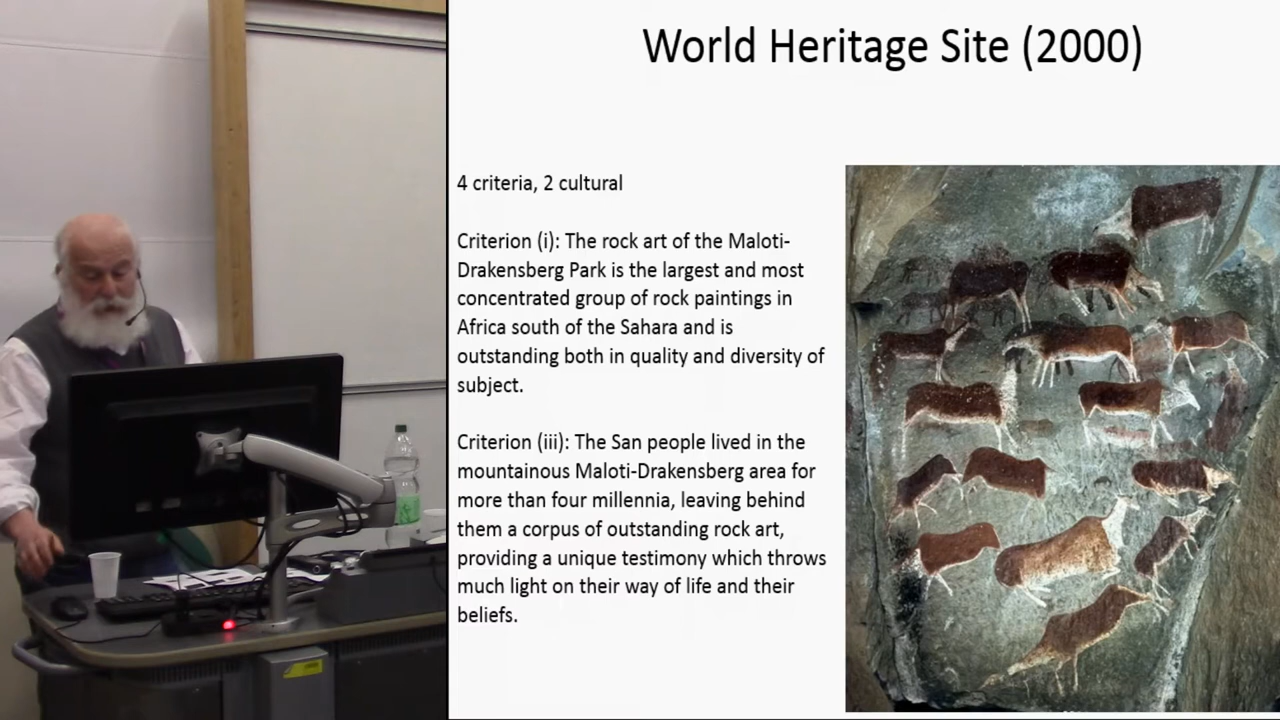 World Heritage Site (2000)
4 criteria, 2 cultural
Criterion (i): The rock art of the Maloti-
Drakensberg Park is the largest and most
concentrated group of rock paintings in
Africa south of the Sahara and is
outstanding both in quality and diversity of
subject.
Criterion (iii): The San people lived in the
mountainous Maloti-Drakensberg area for
more than four millennia, leaving behind
them a corpus of outstanding rock art,
providing a unique testimony which throws
much light on their way of life and their
beliefs.